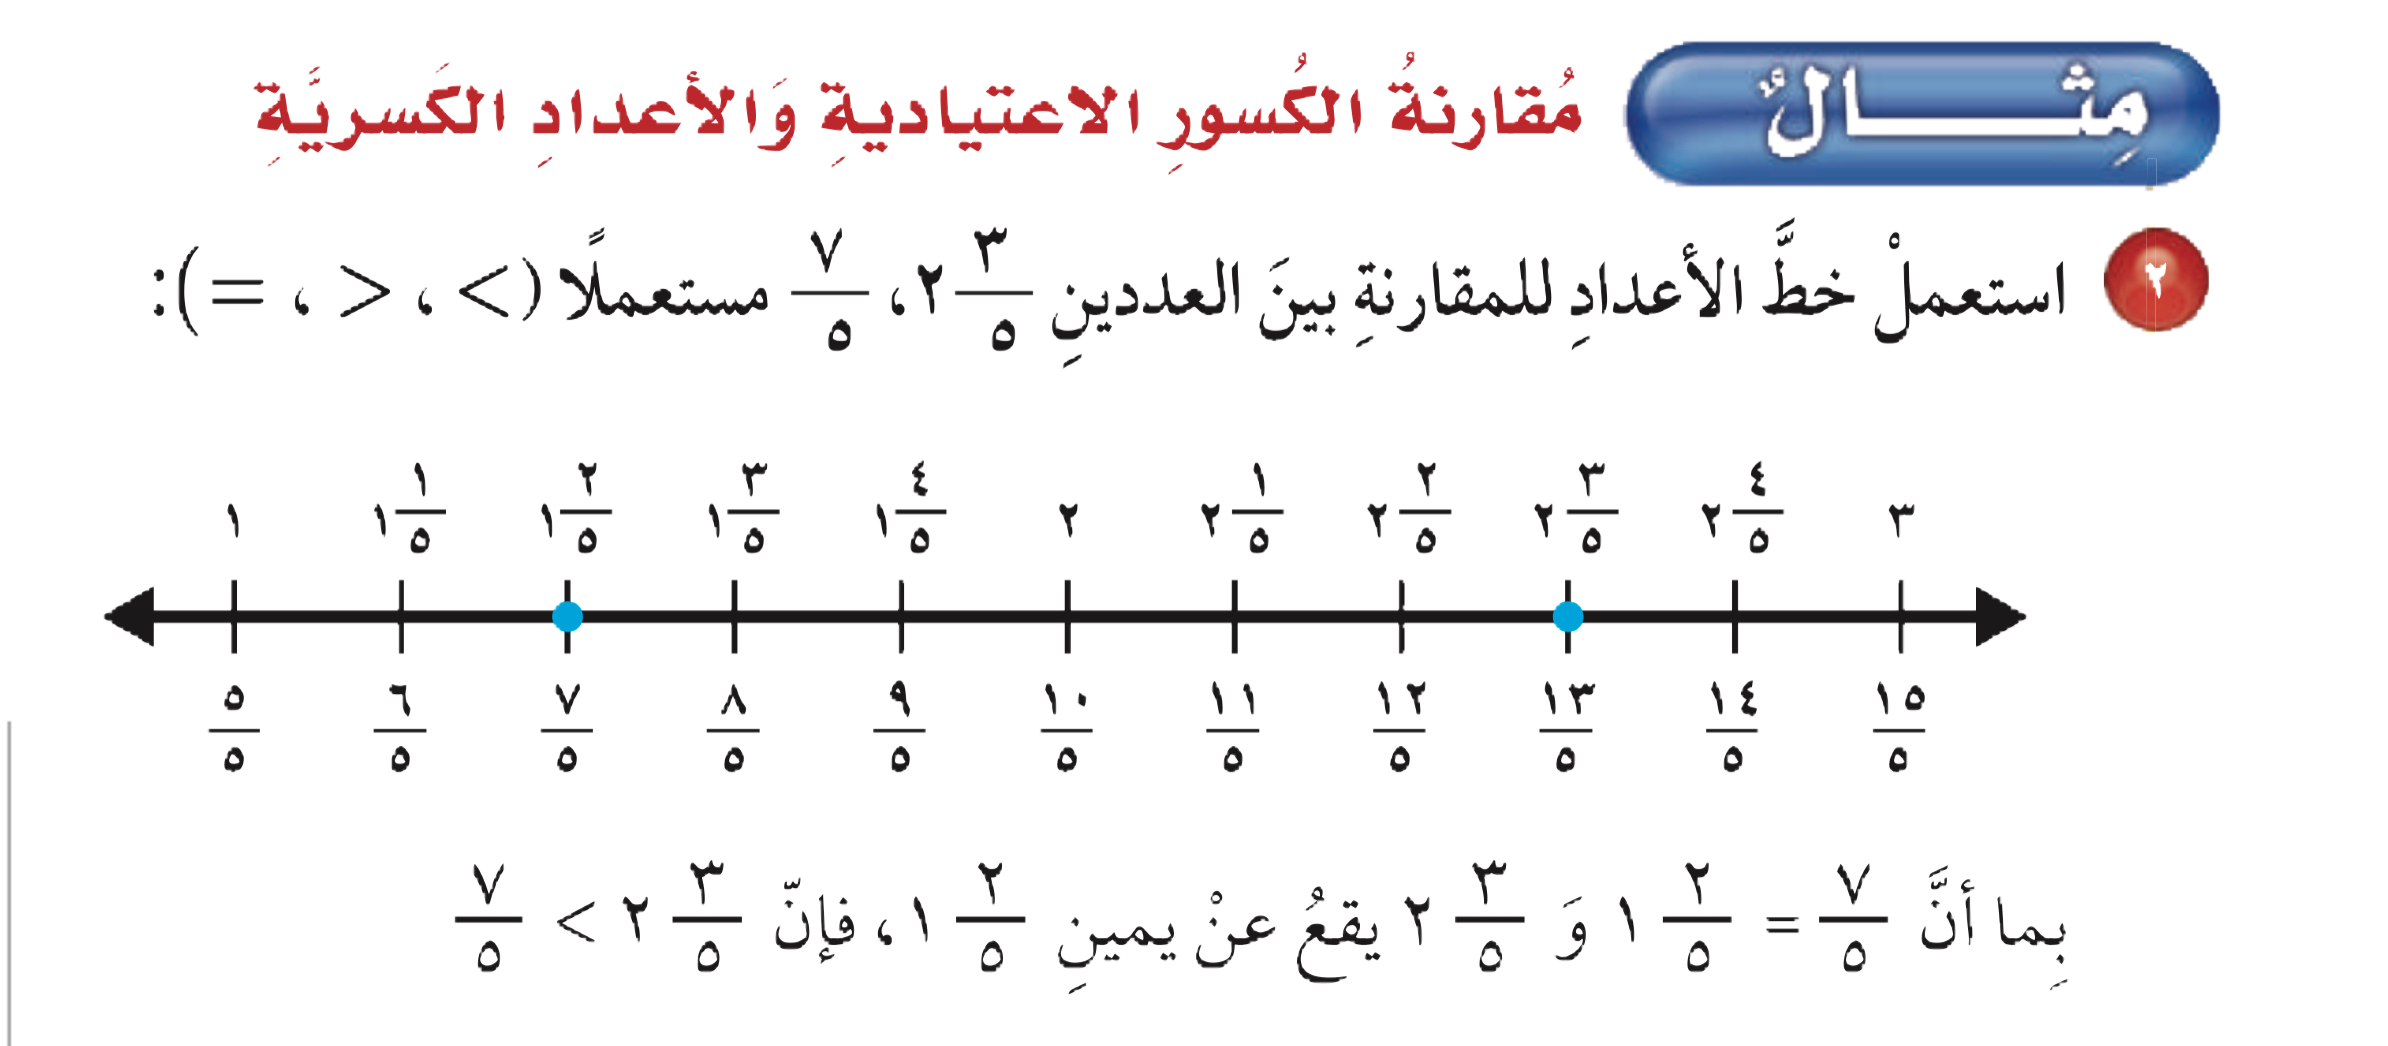 مِثــالٌ مُقارنةُ الكُسورِ الاعتياديةِ وَالأعدادِ الكَسريَّةِ
٢ استعملْ خطَّ الأعدادِ للمقارنةِ بينَ العددينِ ٢ ٣/٥ ، ٧/٥ مستعملًا (> ، < ، =):
١ ١ ١/٥ ١ ٢/٥ ١ ٣/٥ ١ ٤/٥ ٢ ٢ ١/٥ ٢ ٢/٥ ٢ ٣/٥ ٢ ٤/٥ ٣
٥/٥ ٦/٥ ٧/٥ ٨/٥ ٩/٥ ١٠/٥ ١١/٥ ١٢/٥ ١٣/٥ ١٤/٥ ١٥/٥
بِما أنَّ ٧/٥ = ١ ٢/٥ وَ ٢ ٣/٥ يقعُ عنْ يمينِ ١ ٢/٥ ، فإنّ ٢ ٣/٥ > ٧/٥